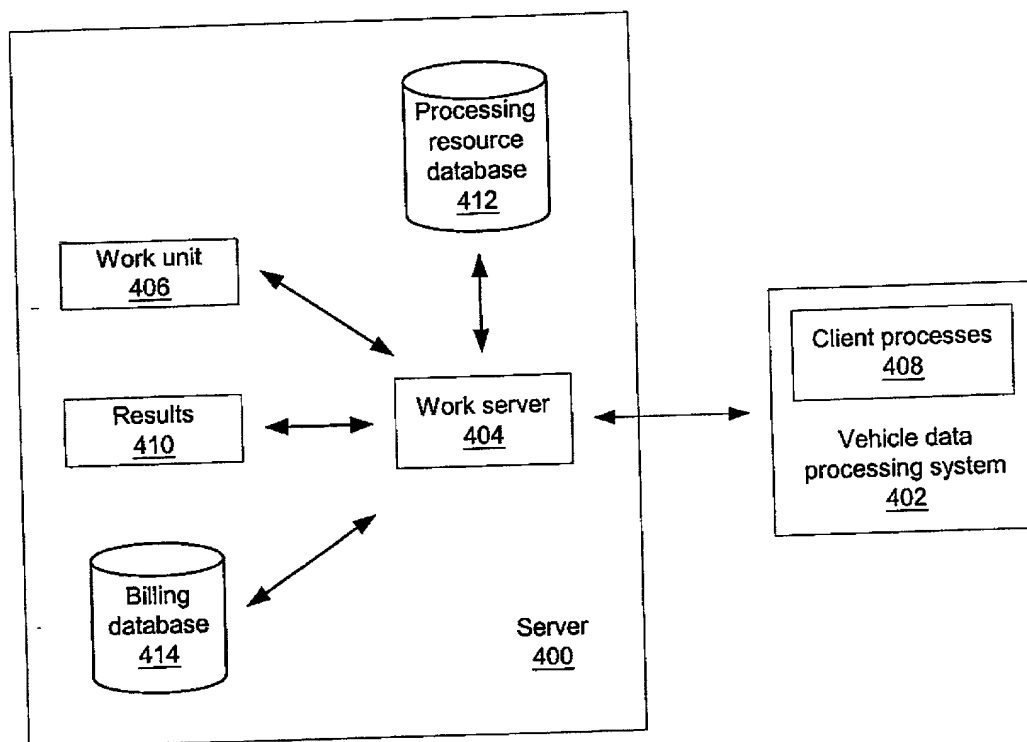 Processing
resource
database
412
Work unit
406
Client processes
408
Results
410
Work server
404
Vehicle data
processing system
402
Billing
database
414
Server
400